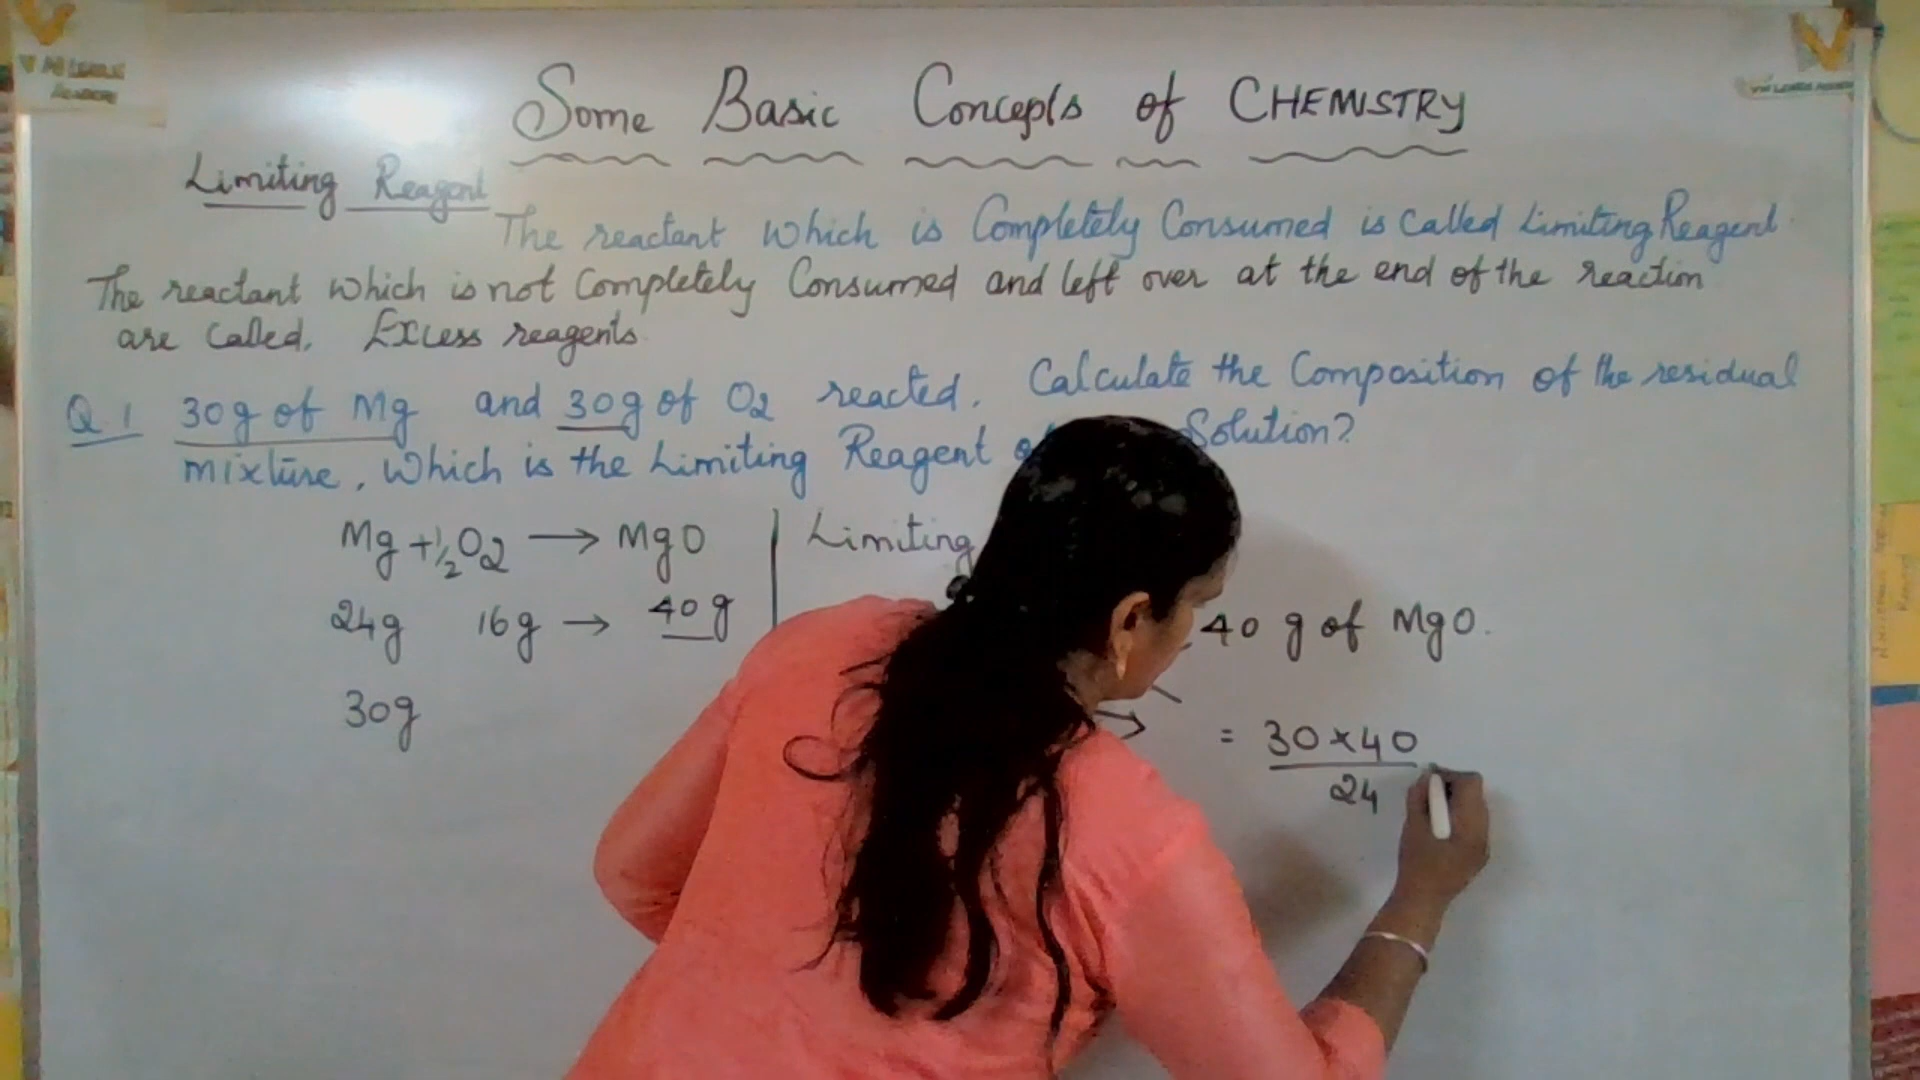 Some Basic Concepts of CHEMISTRY
Limiting Reagent
The reactant which is Completely Consumed is Called Limiting Reagent.
The reactant which is not Completely Consumed and left over at the end of the reaction
are Called. Excess reagents.
Q.1 30g of Mg and 30g of O2 reacted. Calculate the Composition of the residual
mixture, Which is the Limiting Reagent Solution?
Mg + 1/2 O2 → MgO
Limiting
24g 16g → 40g
40 g of MgO.
30g
→ = 30 × 40
24